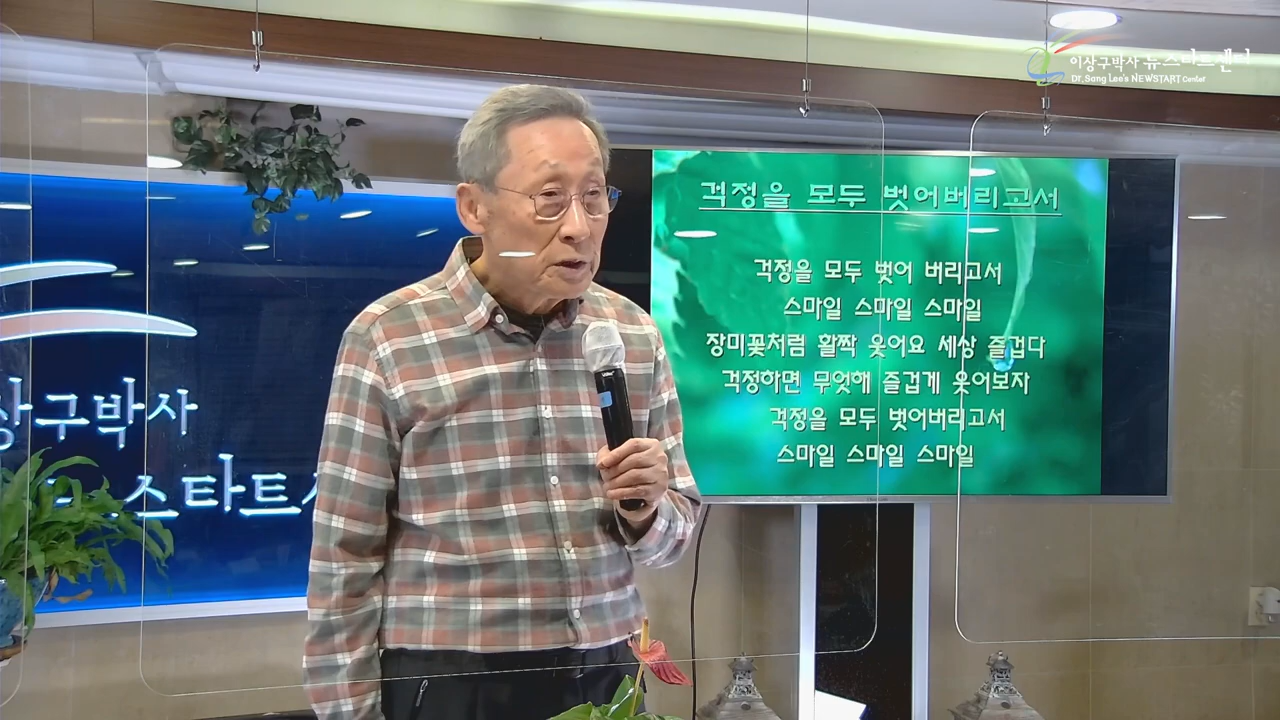 이상구박사 뉴스타트센터
Dr. Sang Lee's NEWSTART Center
걱정을 모두 벗어버리고서
걱정을 모두 벗어 버리고서
스마일 스마일 스마일
장미꽃처럼 활짝 웃어요 세상 즐겁다
걱정하면 무엇해 즐겁게 웃어보자
걱정을 모두 벗어버리고서
스마일 스마일 스마일
상구박사
스타트